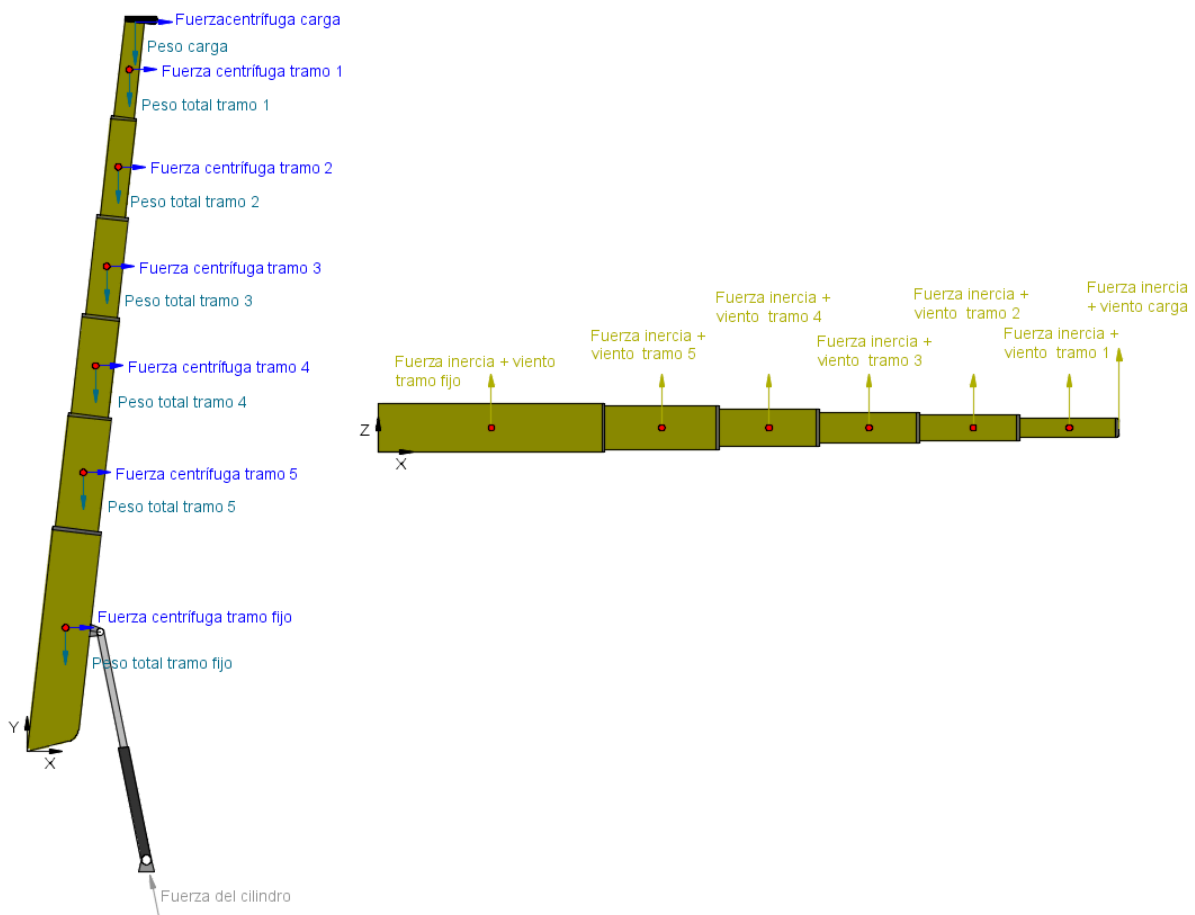 Fuerzacentrífuga carga
Peso carga
Fuerza centrífuga tramo 1
Peso total tramo 1
Fuerza centrífuga tramo 2
Peso total tramo 2
Fuerza centrífuga tramo 3
Peso total tramo 3
Fuerza centrífuga tramo 4
Peso total tramo 4
Fuerza centrífuga tramo 5
Peso total tramo 5
Fuerza centrífuga tramo fijo
Peso total tramo fijo
Y
X
Fuerza del cilindro
Fuerza inercia + viento
tramo fijo
Fuerza inercia +
viento tramo 5
Fuerza inercia +
viento tramo 4
Fuerza inercia +
viento tramo 3
Fuerza inercia +
viento tramo 2
Fuerza inercia +
viento tramo 1
Fuerza inercia
+ viento carga
Z
X